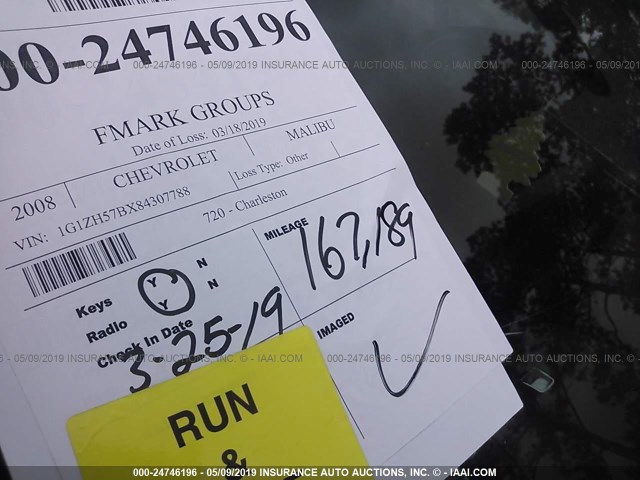 00-24746196
000-24746196 - 05/09/2019 INSURANCE AUTO AUCTIONS, INC. © - IAAI.COM
FMARK GROUPS
Date of Loss: 03/18/2019
2008 CHEVROLET MALIBU
VIN: 1G1ZH57BX84307788 Loss Type: Other
720 - Charleston
Keys Y N
Radio Y N
Check In Date
3-25-19
MILEAGE
167,189
IMAGED
000-24746196 - 05/09/2019 INSURANCE AUTO AUCTIONS, INC. © - IAAI.COM
RUN
&
000-24746196 - 05/09/2019 INSURANCE AUTO AUCTIONS, INC. © - IAAI.COM